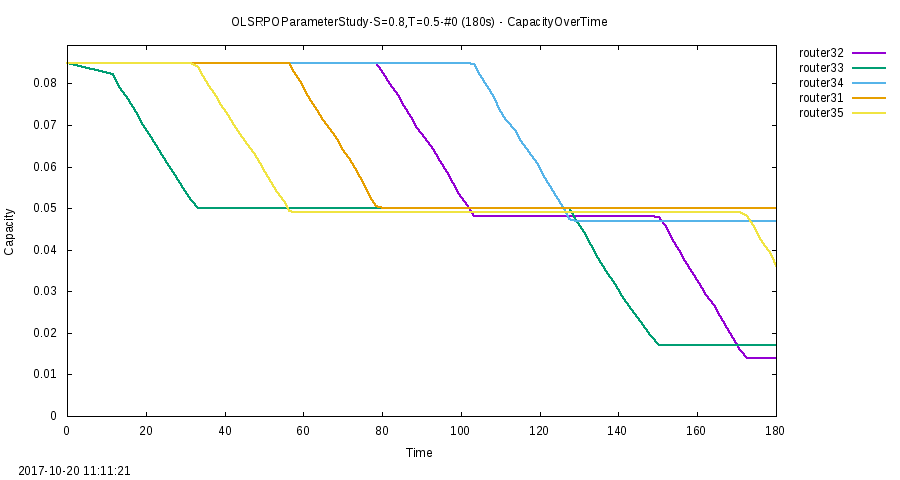 OLSRPOParameterStudy-S=0.8,T=0.5-#0 (180s) - CapacityOverTime
router32
router33
router34
router31
router35
0.08
0.07
0.06
0.05
0.04
0.03
0.02
0.01
0
Capacity
0 20 40 60 80 100 120 140 160 180
Time
2017-10-20 11:11:21